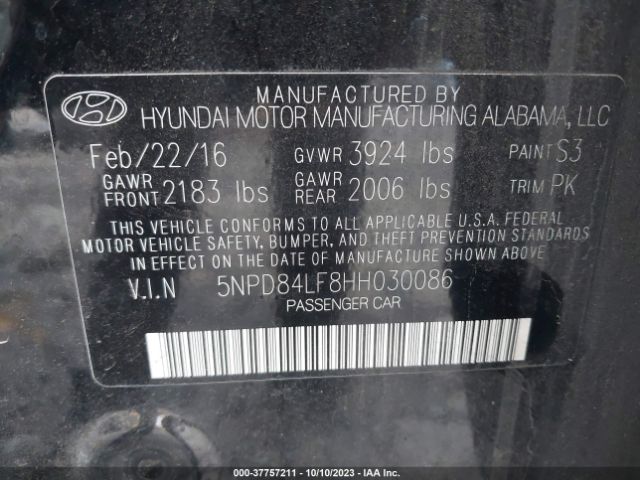 MANUFACTURED BY
HYUNDAI MOTOR MANUFACTURING ALABAMA, LLC
Feb/22/16 GVWR 3924 lbs PAINT S3
GAWR FRONT 2183 lbs GAWR REAR 2006 lbs TRIM PK
THIS VEHICLE CONFORMS TO ALL APPLICABLE U.S.A. FEDERAL
MOTOR VEHICLE SAFETY, BUMPER, AND THEFT PREVENTION STANDARDS
IN EFFECT ON THE DATE OF MANUFACTURE SHOWN ABOVE.
V.I.N 5NPD84LF8HH030086
PASSENGER CAR
000-37757211 - 10/10/2023 - IAA Inc.